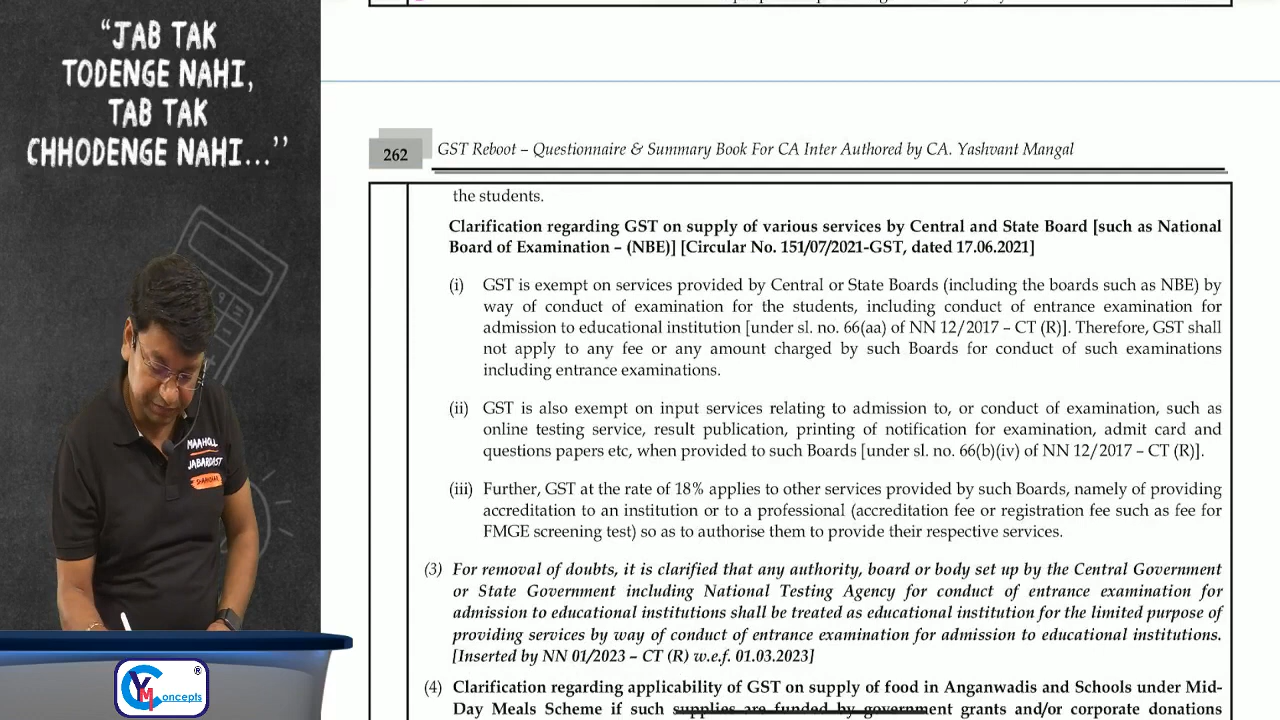 “JAB TAK
TODENGE NAHI,
TAB TAK
CHHODENGE NAHI...’’
262
GST Reboot – Questionnaire & Summary Book For CA Inter Authored by CA. Yashvant Mangal
the students.
Clarification regarding GST on supply of various services by Central and State Board [such as National
Board of Examination – (NBE)] [Circular No. 151/07/2021-GST, dated 17.06.2021]
(i) GST is exempt on services provided by Central or State Boards (including the boards such as NBE) by
way of conduct of examination for the students, including conduct of entrance examination for
admission to educational institution [under sl. no. 66(aa) of NN 12/2017 – CT (R)]. Therefore, GST shall
not apply to any fee or any amount charged by such Boards for conduct of such examinations
including entrance examinations.
(ii) GST is also exempt on input services relating to admission to, or conduct of examination, such as
online testing service, result publication, printing of notification for examination, admit card and
questions papers etc, when provided to such Boards [under sl. no. 66(b)(iv) of NN 12/2017 – CT (R)].
(iii) Further, GST at the rate of 18% applies to other services provided by such Boards, namely of providing
accreditation to an institution or to a professional (accreditation fee or registration fee such as fee for
FMGE screening test) so as to authorise them to provide their respective services.
(3) For removal of doubts, it is clarified that any authority, board or body set up by the Central Government
or State Government including National Testing Agency for conduct of entrance examination for
admission to educational institutions shall be treated as educational institution for the limited purpose of
providing services by way of conduct of entrance examination for admission to educational institutions.
[Inserted by NN 01/2023 – CT (R) w.e.f. 01.03.2023]
(4) Clarification regarding applicability of GST on supply of food in Anganwadis and Schools under Mid-
Day Meals Scheme if such supplies are funded by government grants and/or corporate donations
MAAHOLL
JABARDAST
YM Concepts ®